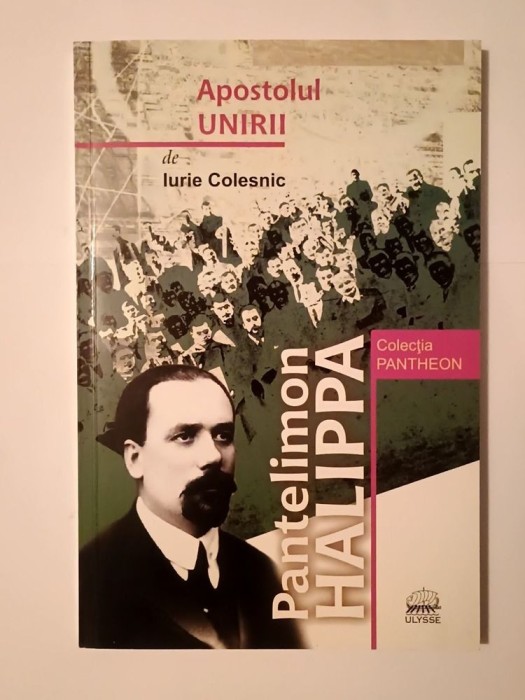 Apostolul
UNIRII
de
Iurie Colesnic
Colecția
PANTHEON
Pantelimon
HALIPPA
ULYSSE